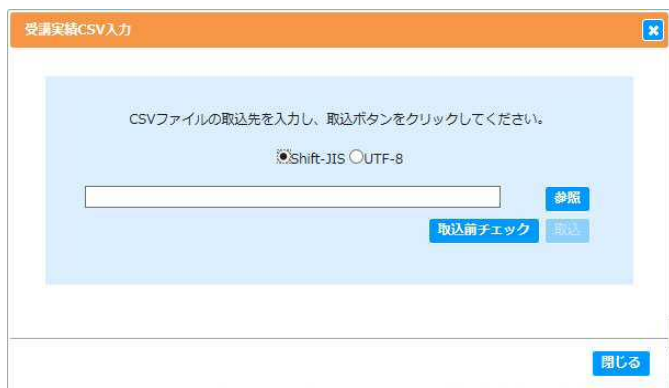 受講実績CSV入力
CSVファイルの取込先を入力し、取込ボタンをクリックしてください。
Shift-JIS UTF-8
参照
取込前チェック 取込
閉じる